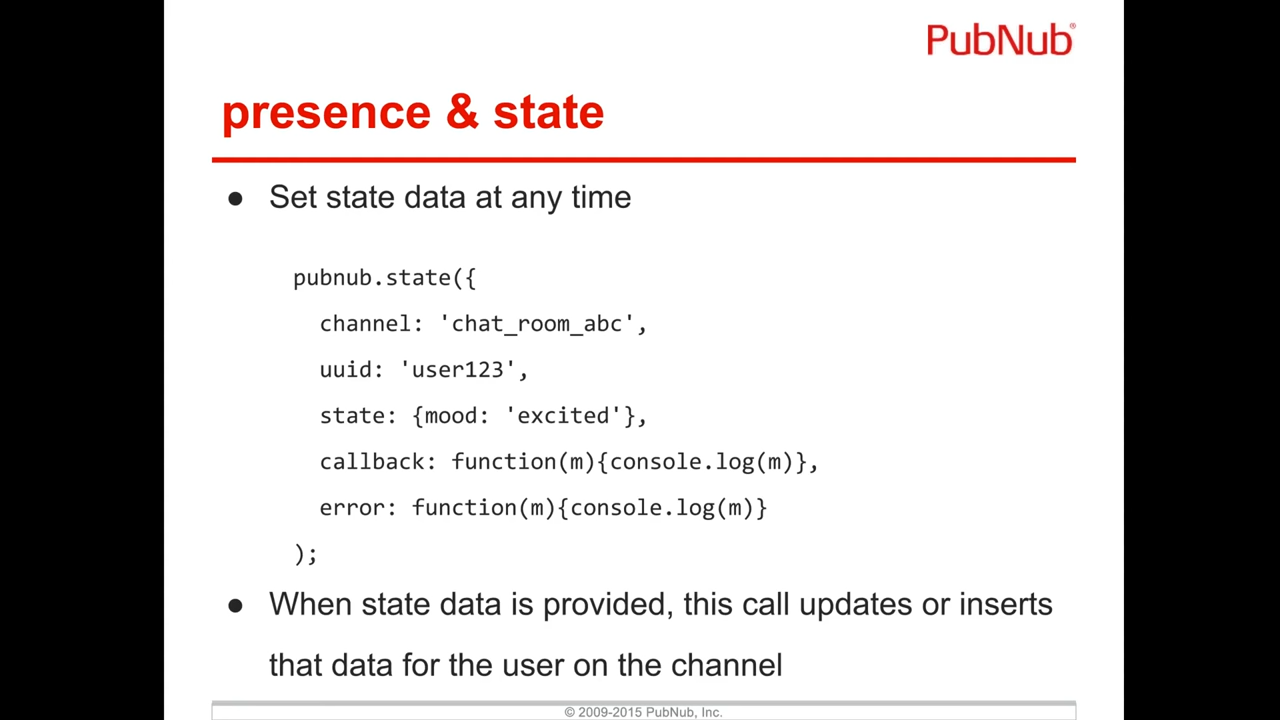 PubNub®
presence & state
● Set state data at any time
pubnub.state({
channel: 'chat_room_abc',
uuid: 'user123',
state: {mood: 'excited'},
callback: function(m){console.log(m)},
error: function(m){console.log(m)}
);
● When state data is provided, this call updates or inserts
that data for the user on the channel
© 2009-2015 PubNub, Inc.